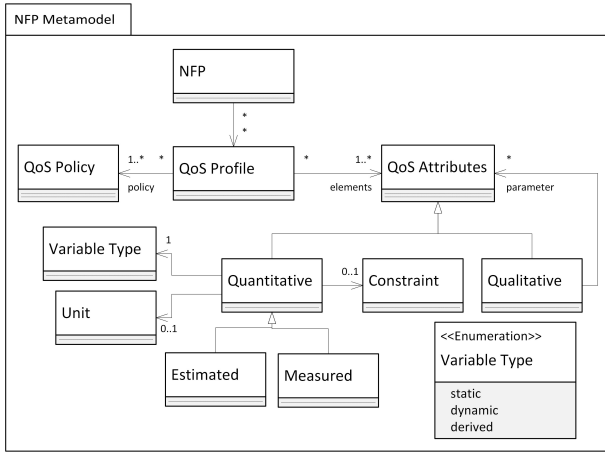 NFP Metamodel
NFP
*
*
QoS Policy
1..*
*
policy
QoS Profile
*
1..*
elements
QoS Attributes
*
parameter
Variable Type
1
Quantitative
0..1
Constraint
Qualitative
Unit
0..1
Estimated
Measured
<<Enumeration>>
Variable Type
static
dynamic
derived